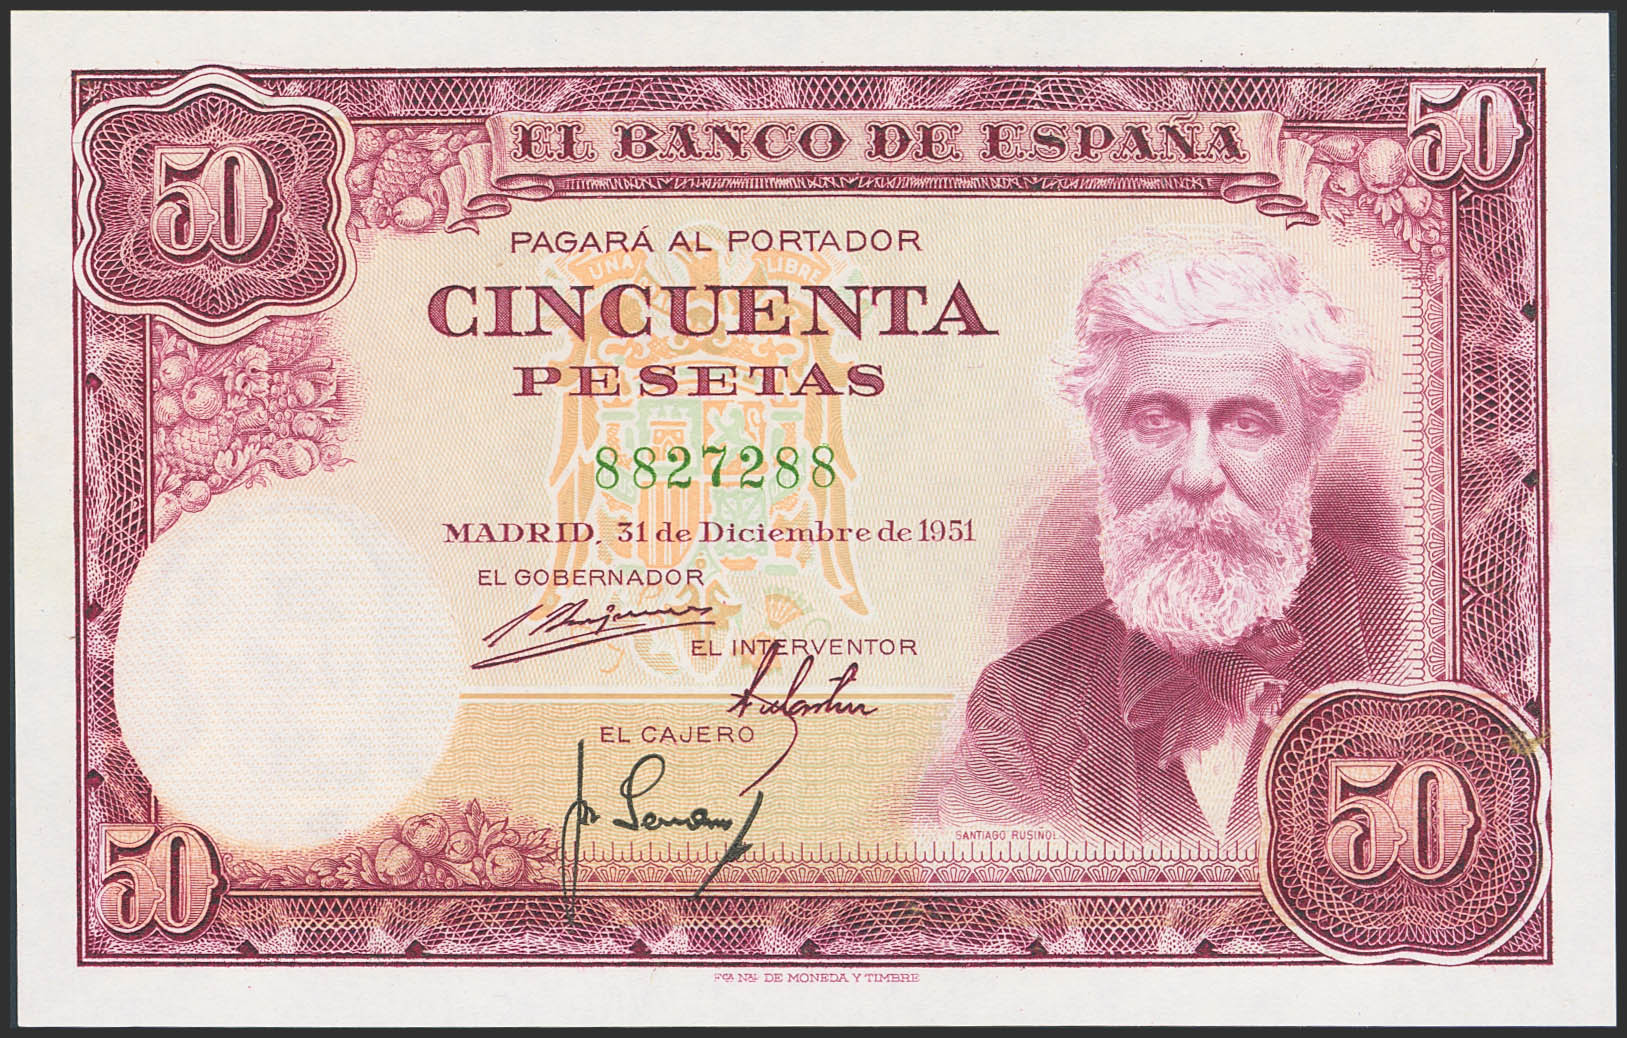 50
EL BANCO DE ESPAÑA
50
PAGARÁ AL PORTADOR
UNA
LIBRE
CINCUENTA
PESETAS
8827288
MADRID, 31 de Diciembre de 1951
EL GOBERNADOR
EL INTERVENTOR
EL CAJERO
SANTIAGO RUSIÑOL
50
50
FCA NAL DE MONEDA Y TIMBRE